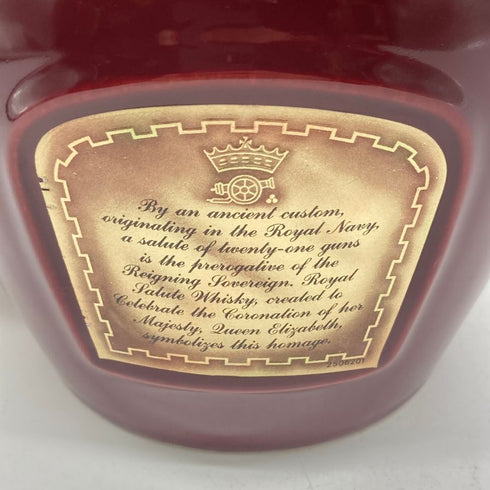 By an ancient custom,
originating in the Royal Navy,
a salute of twenty-one guns
is the prerogative of the
Reigning Sovereign. Royal
Salute Whisky, created to
Celebrate the Coronation of her
Majesty, Queen Elizabeth,
symbolizes this homage.
2506201